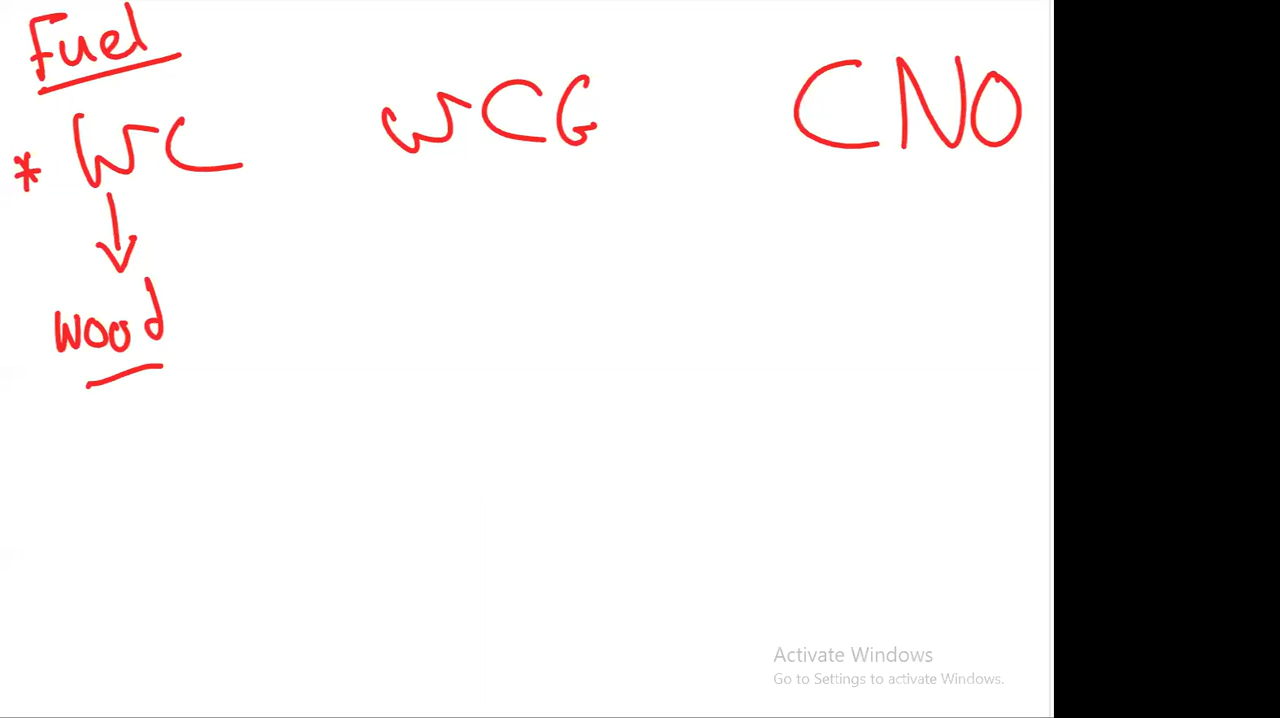 Fuel
* WC
WCG
CNO
wood
Activate Windows
Go to Settings to activate Windows.